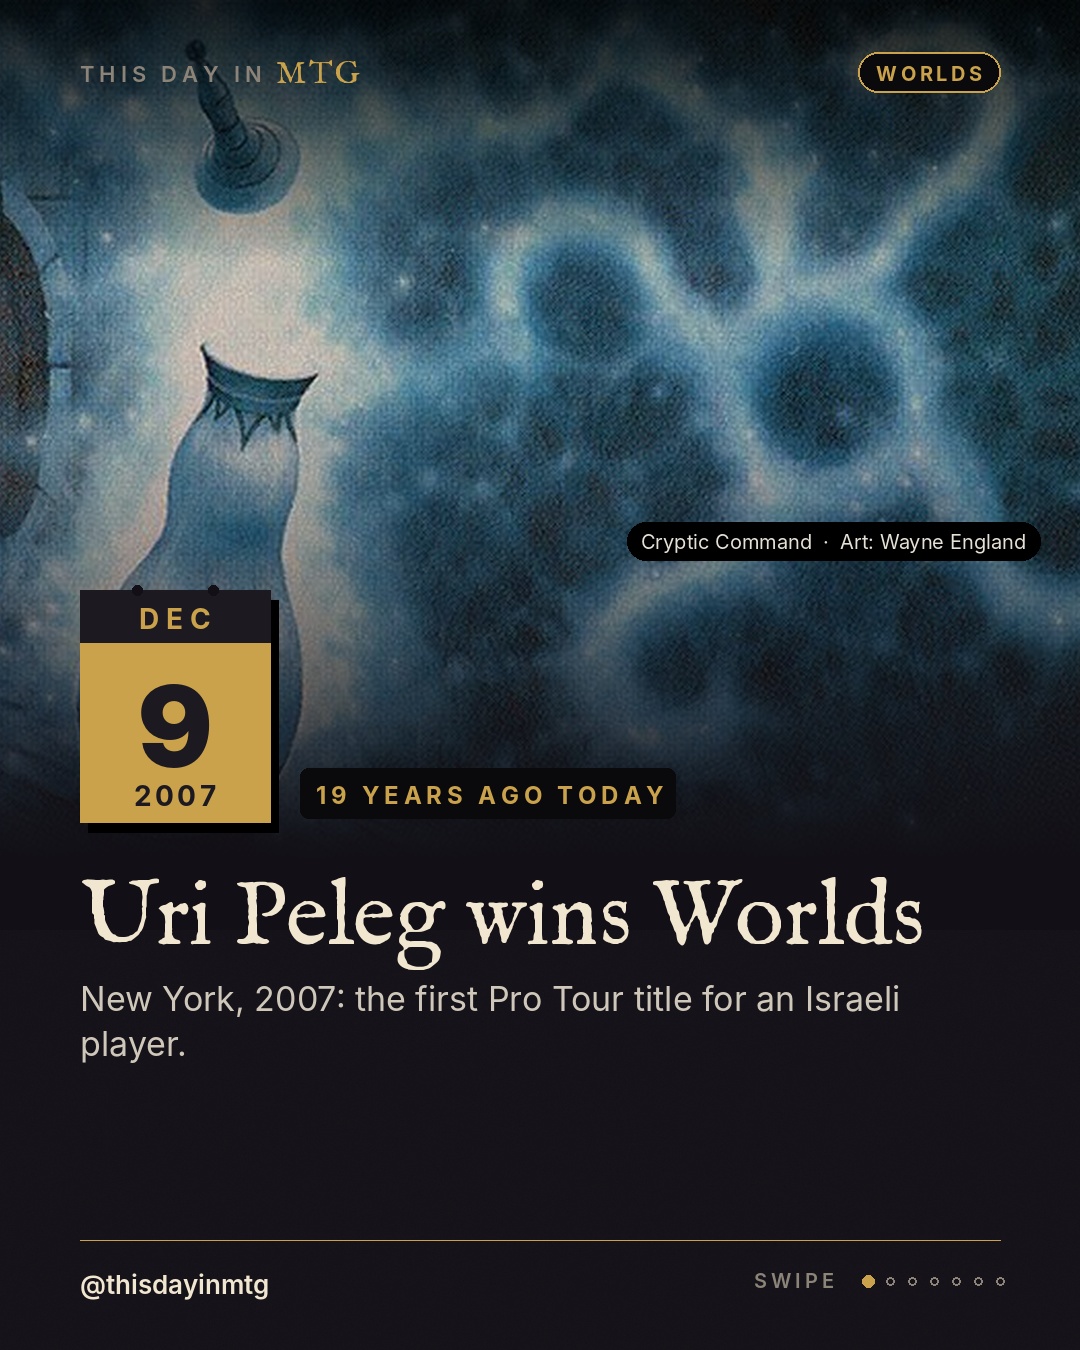 THIS DAY IN MTG
WORLDS
Cryptic Command · Art: Wayne England
DEC
9
2007
19 YEARS AGO TODAY
Uri Peleg wins Worlds
New York, 2007: the first Pro Tour title for an Israeli
player.
@thisdayinmtg
SWIPE